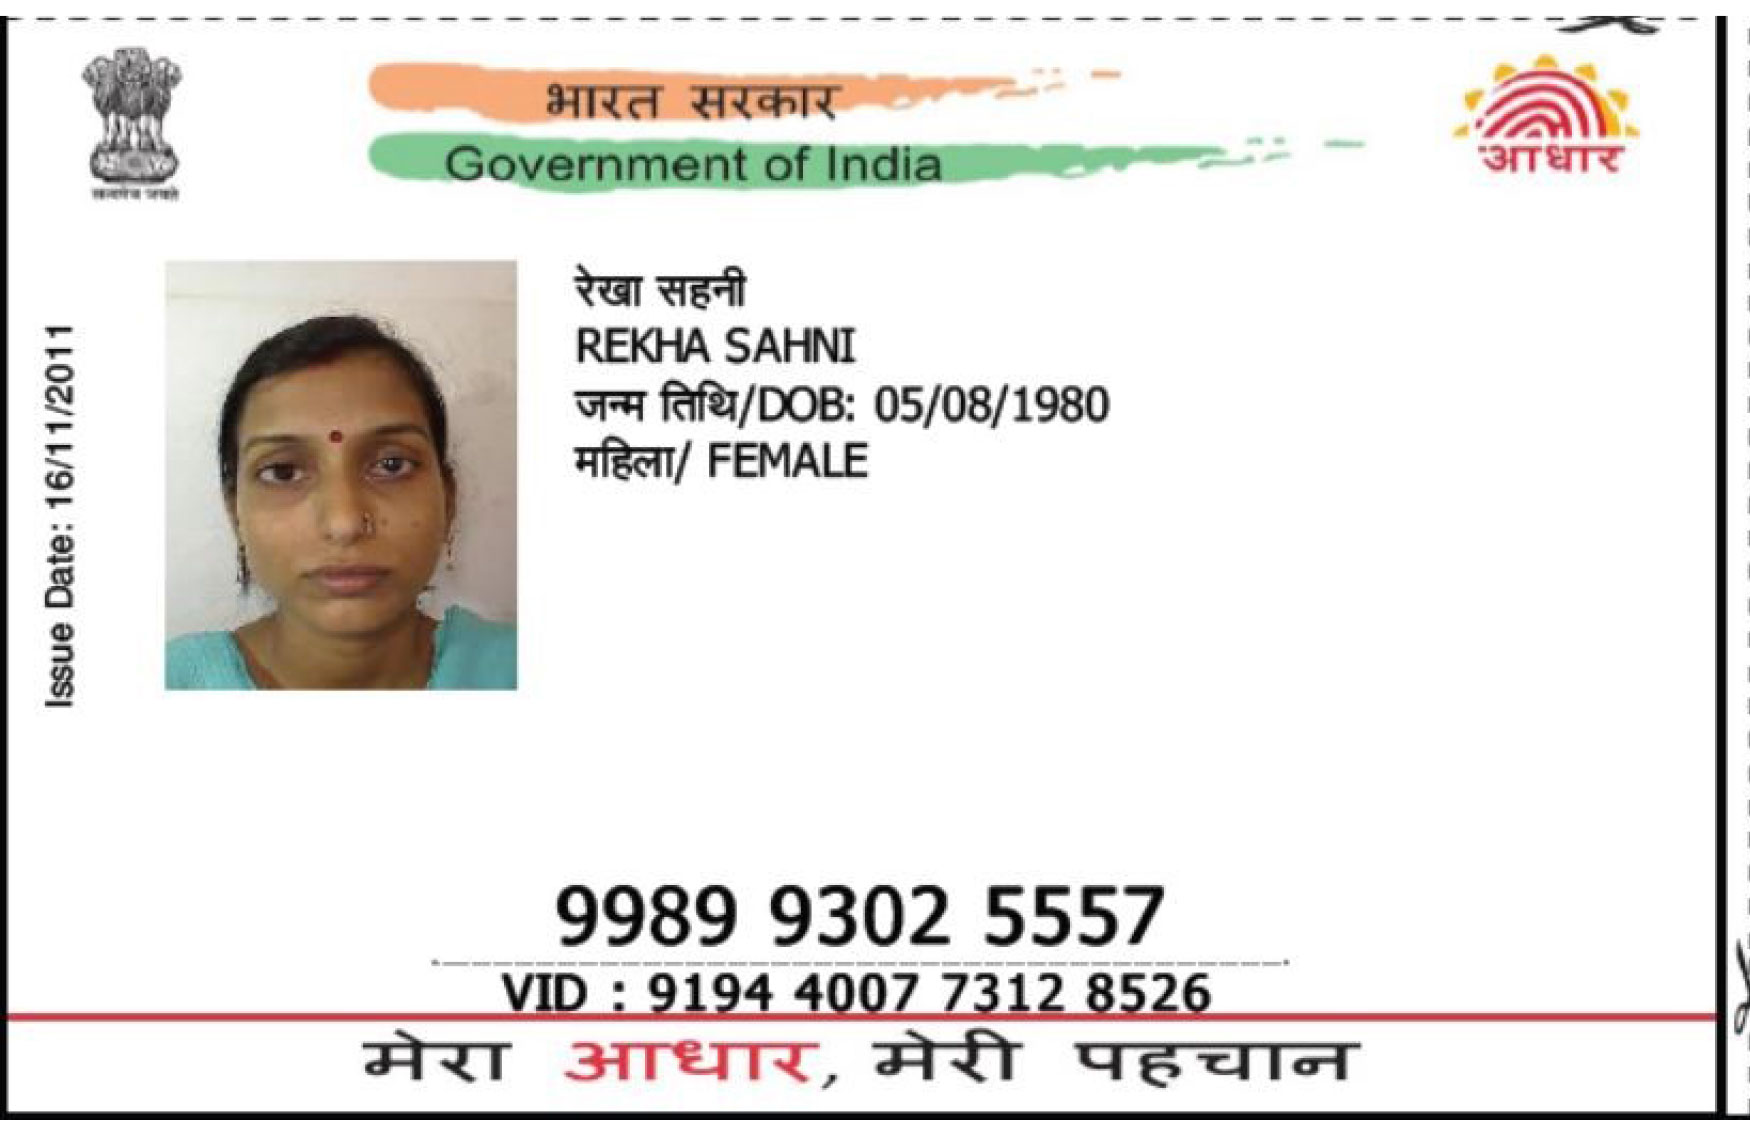 भारत सरकार
Government of India
आधार
सत्यमेव जयते
Issue Date: 16/11/2011
रेखा सहनी
REKHA SAHNI
जन्म तिथि/DOB: 05/08/1980
महिला/ FEMALE
9989 9302 5557
VID : 9194 4007 7312 8526
मेरा आधार, मेरी पहचान